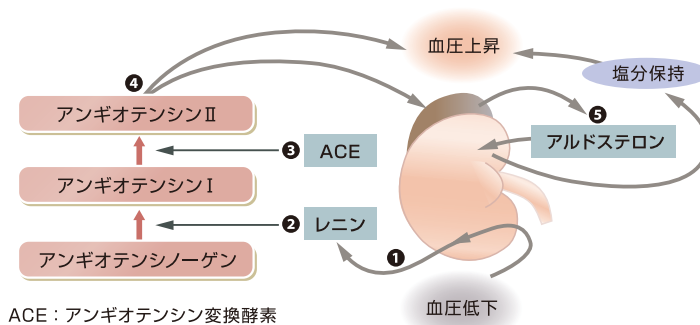 血圧上昇
塩分保持
❹
アンギオテンシンⅡ
❺
アルドステロン
❸
ACE
アンギオテンシンⅠ
❷
レニン
アンギオテンシノーゲン
❶
血圧低下
ACE：アンギオテンシン変換酵素